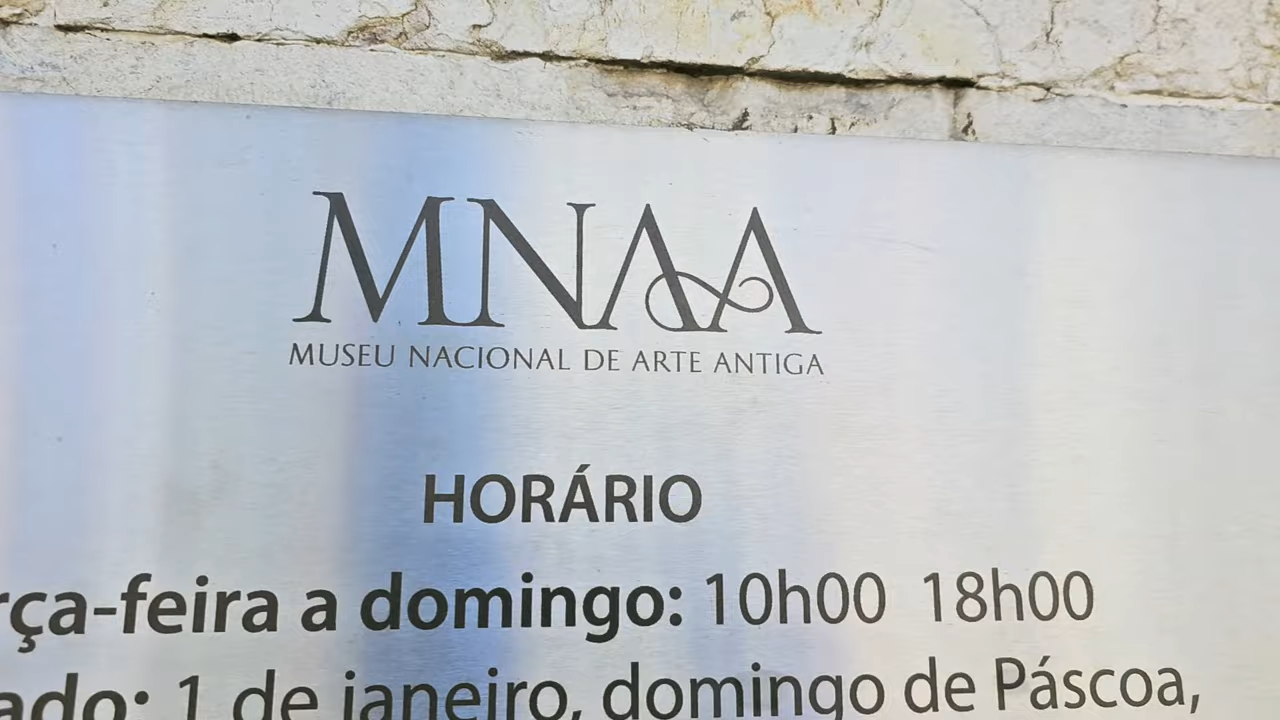 MNAA
MUSEU NACIONAL DE ARTE ANTIGA
HORÁRIO
rça-feira a domingo: 10h00 18h00
ado: 1 de janeiro, domingo de Páscoa,